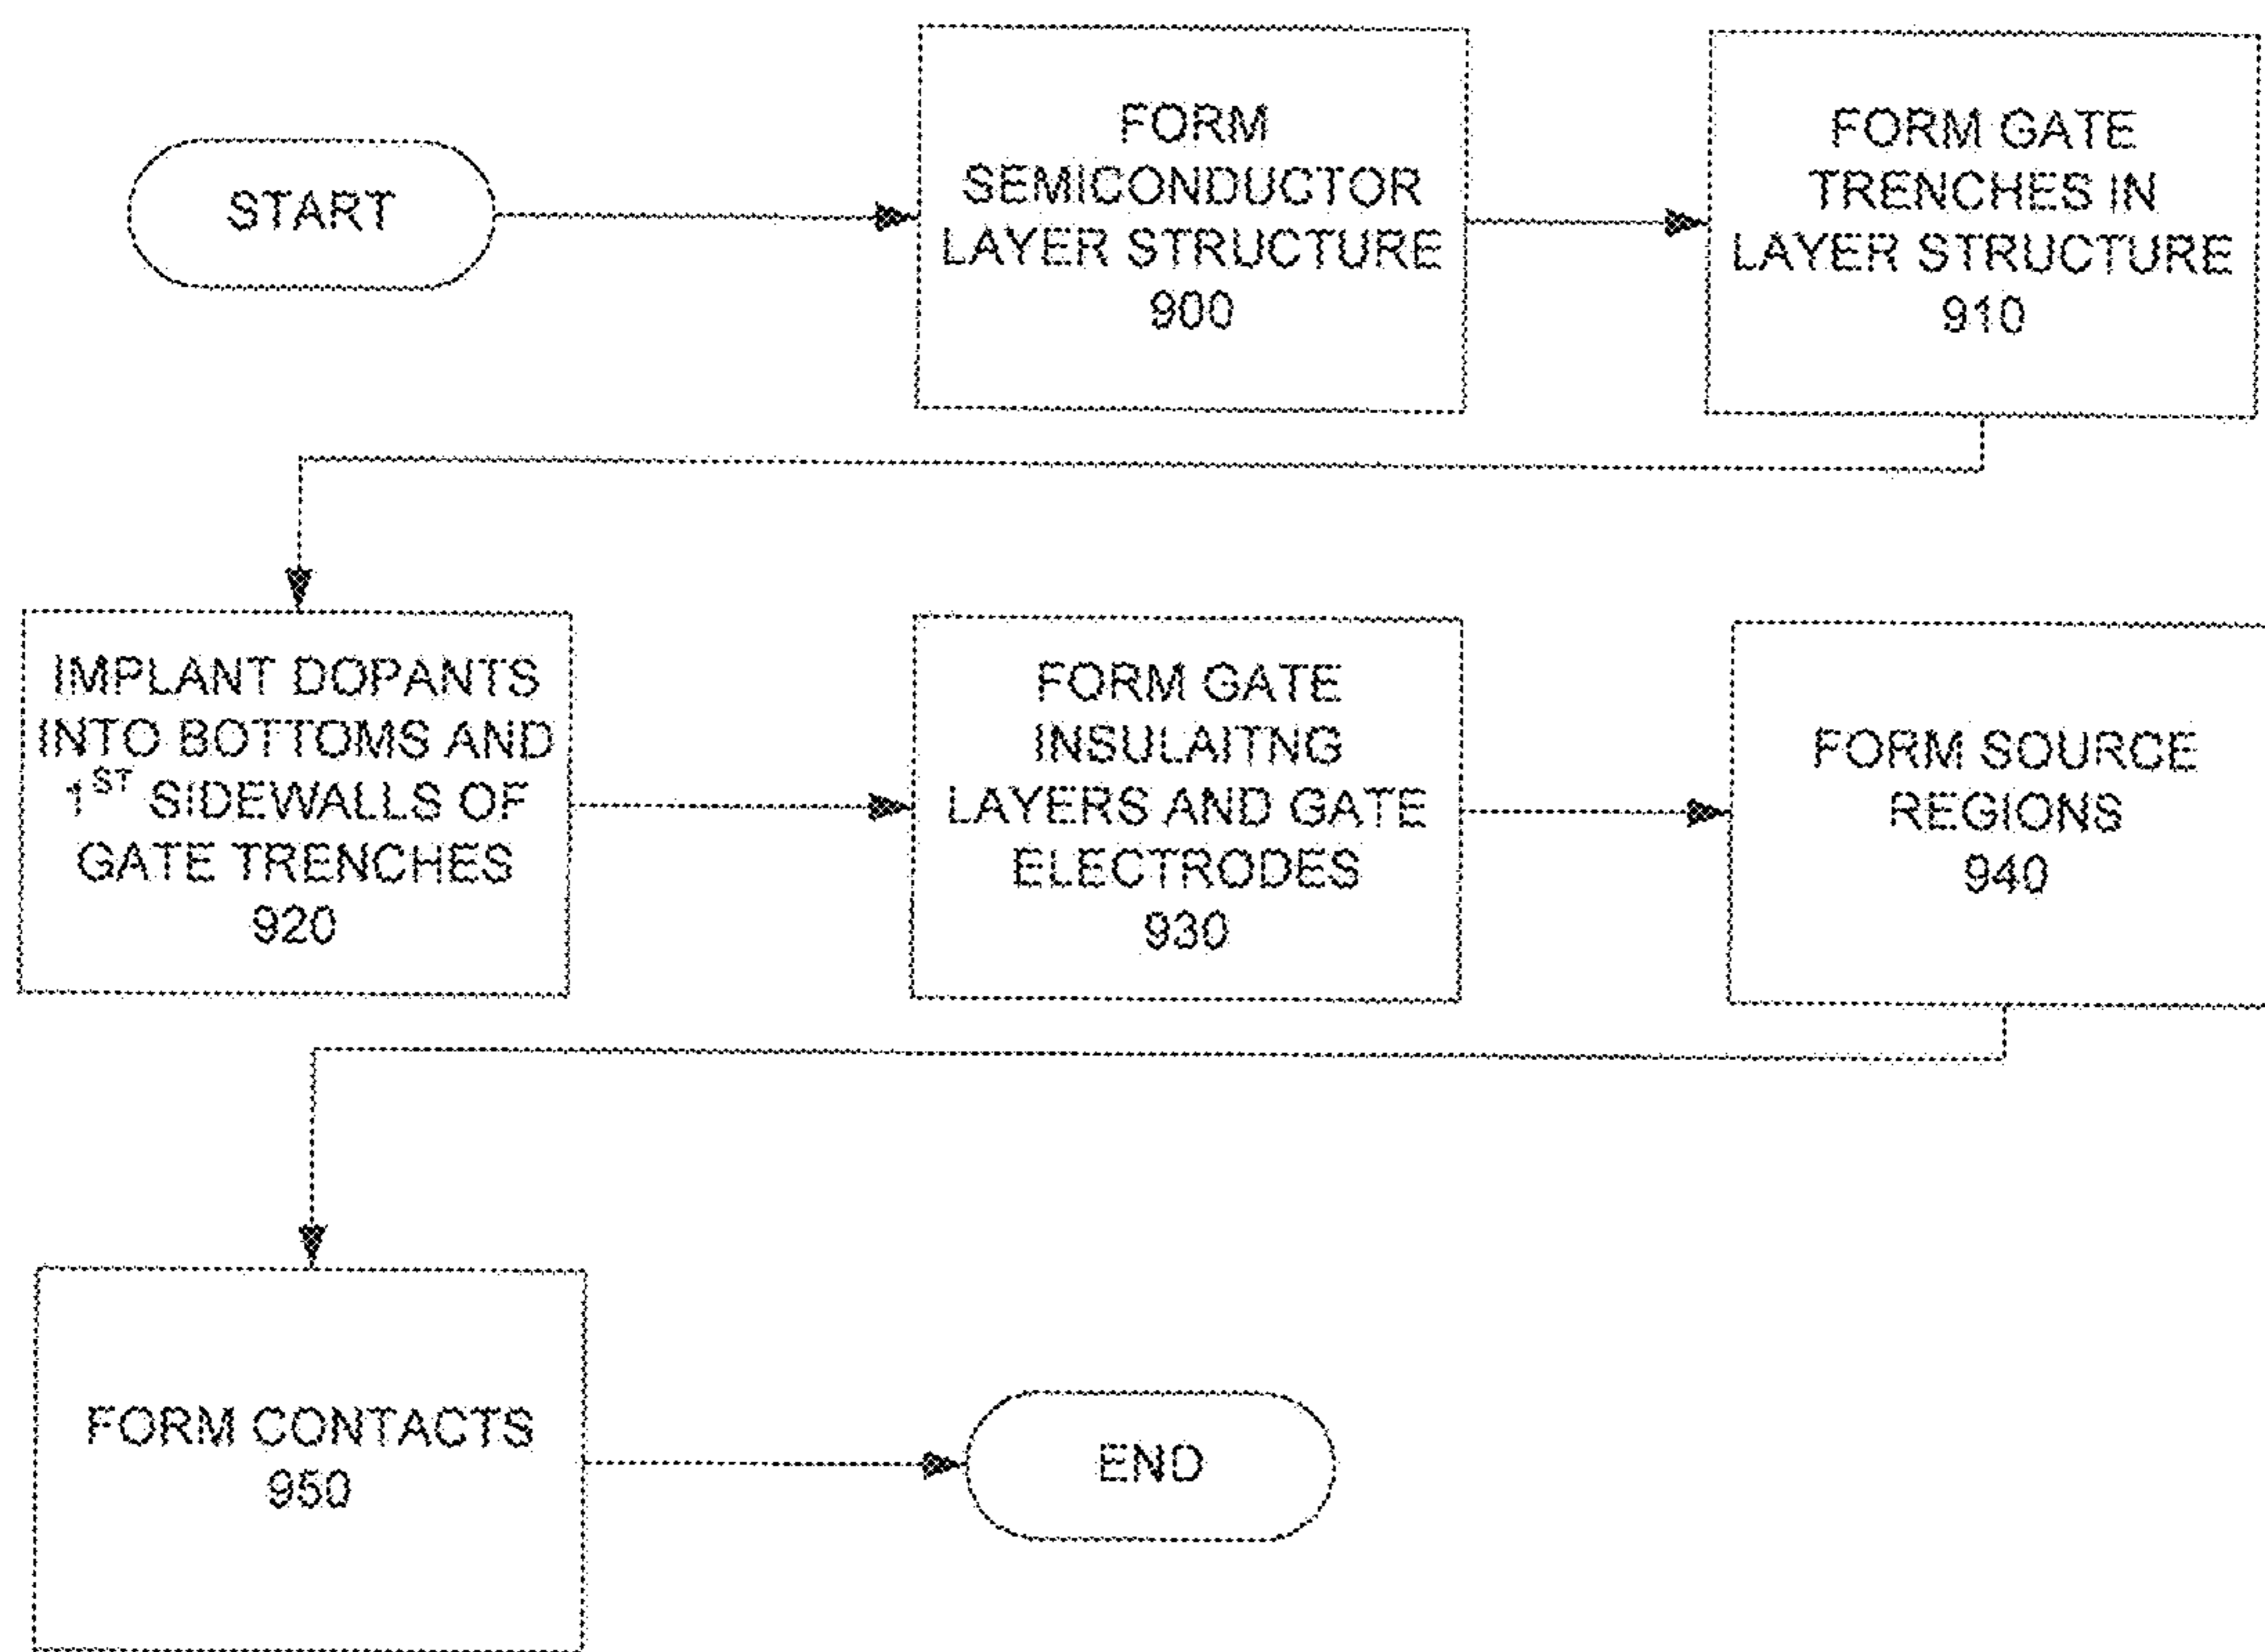 START
FORM
SEMICONDUCTOR
LAYER STRUCTURE
900
FORM GATE
TRENCHES IN
LAYER STRUCTURE
910
IMPLANT DOPANTS
INTO BOTTOMS AND
1ST SIDEWALLS OF
GATE TRENCHES
920
FORM GATE
INSULAITNG
LAYERS AND GATE
ELECTRODES
930
FORM SOURCE
REGIONS
940
FORM CONTACTS
950
END